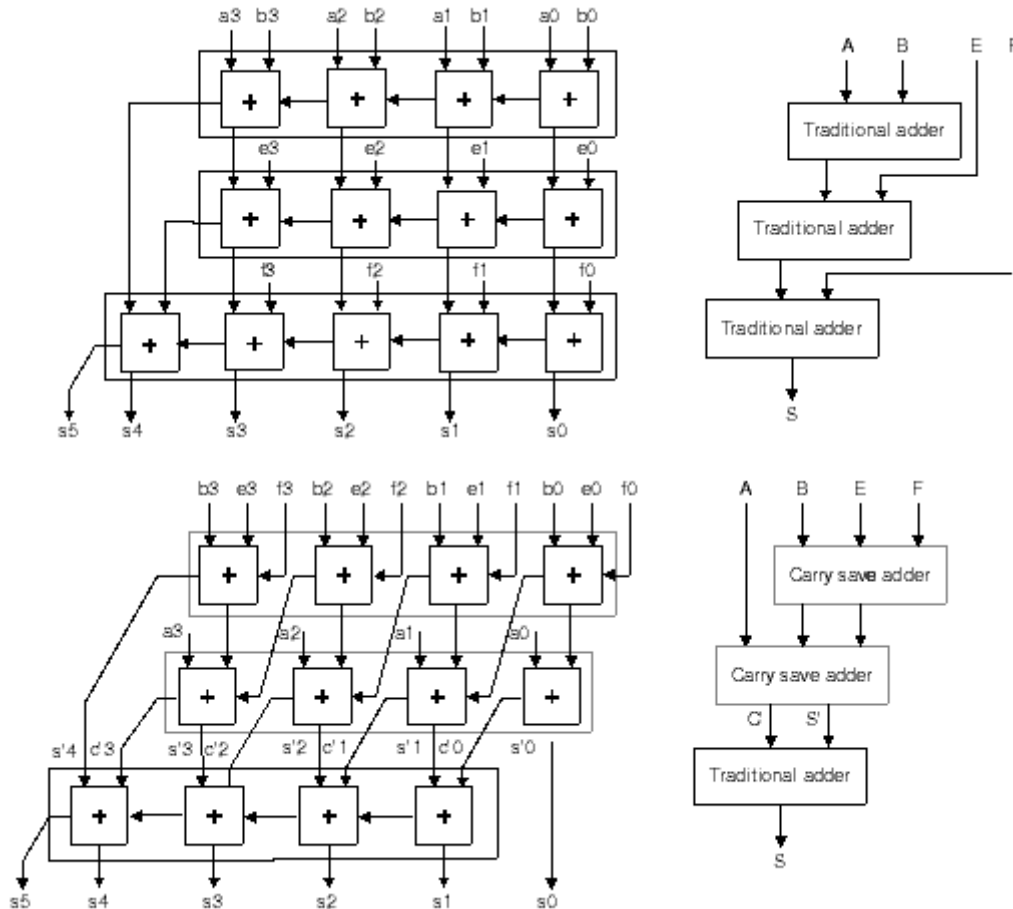 a3 b3 a2 b2 a1 b1 a0 b0
+ + + +
e3 e2 e1 e0
+ + + +
f3 f2 f1 f0
+ + + + +
s5 s4 s3 s2 s1 s0
A B E F
Traditional adder
Traditional adder
Traditional adder
S
b3 e3 f3 b2 e2 f2 b1 e1 f1 b0 e0 f0
+ + + +
a3 a2 a1 a0
+ + + +
s'4 c'3 s'3 c'2 s'2 c'1 s'1 c'0 s'0
+ + + +
s5 s4 s3 s2 s1 s0
A B E F
Carry save adder
Carry save adder
C' S'
Traditional adder
S